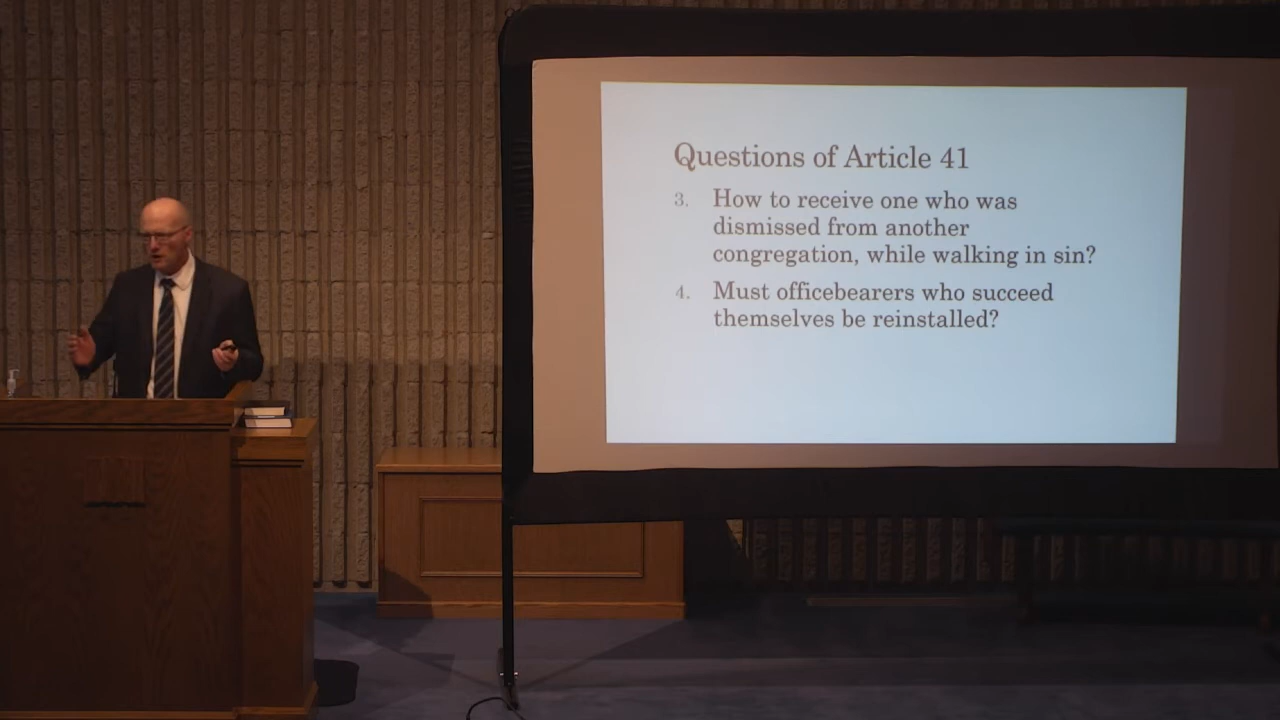 Questions of Article 41
3. How to receive one who was
dismissed from another
congregation, while walking in sin?
4. Must officebearers who succeed
themselves be reinstalled?